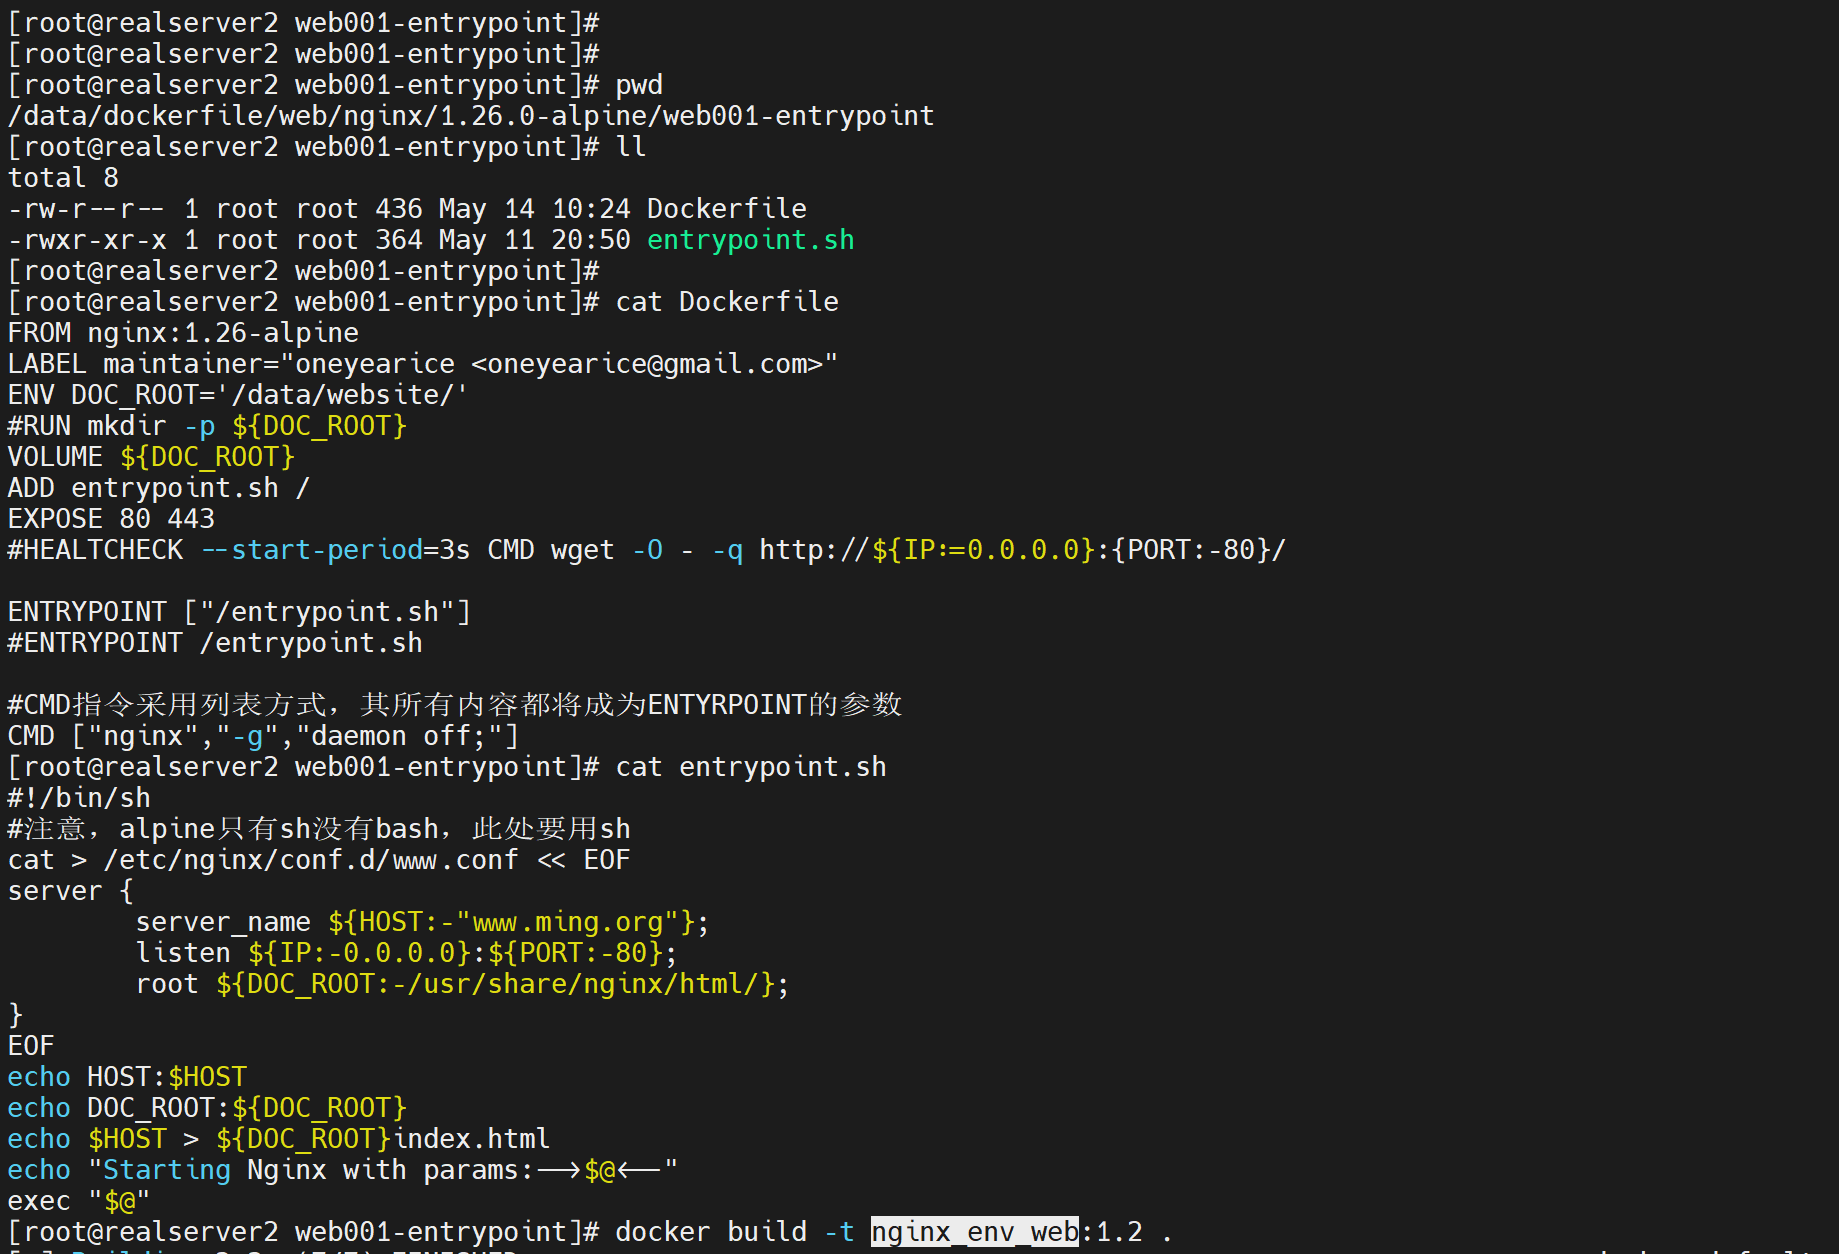 [root@realserver2 web001-entrypoint]#
[root@realserver2 web001-entrypoint]#
[root@realserver2 web001-entrypoint]# pwd
/data/dockerfile/web/nginx/1.26.0-alpine/web001-entrypoint
[root@realserver2 web001-entrypoint]# ll
total 8
-rw-r--r-- 1 root root 436 May 14 10:24 Dockerfile
-rwxr-xr-x 1 root root 364 May 11 20:50 entrypoint.sh
[root@realserver2 web001-entrypoint]#
[root@realserver2 web001-entrypoint]# cat Dockerfile
FROM nginx:1.26-alpine
LABEL maintainer="oneyearice <oneyearice@gmail.com>"
ENV DOC_ROOT='/data/website/'
#RUN mkdir -p ${DOC_ROOT}
VOLUME ${DOC_ROOT}
ADD entrypoint.sh /
EXPOSE 80 443
#HEALTCHECK --start-period=3s CMD wget -O - -q http://${IP:=0.0.0.0}:{PORT:-80}/

ENTRYPOINT ["/entrypoint.sh"]
#ENTRYPOINT /entrypoint.sh

#CMD指令采用列表方式，其所有内容都将成为ENTYRPOINT的参数
CMD ["nginx","-g","daemon off;"]
[root@realserver2 web001-entrypoint]# cat entrypoint.sh
#!/bin/sh
#注意，alpine只有sh没有bash，此处要用sh
cat > /etc/nginx/conf.d/www.conf << EOF
server {
        server_name ${HOST:-"www.ming.org"};
        listen ${IP:-0.0.0.0}:${PORT:-80};
        root ${DOC_ROOT:-/usr/share/nginx/html/};
}
EOF
echo HOST:$HOST
echo DOC_ROOT:${DOC_ROOT}
echo $HOST > ${DOC_ROOT}index.html
echo "Starting Nginx with params:-->$@<--"
exec "$@"
[root@realserver2 web001-entrypoint]# docker build -t nginx_env_web:1.2 .